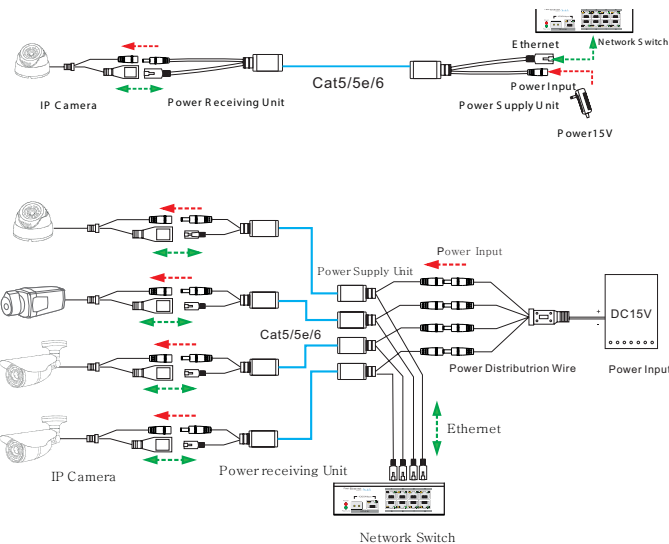 Ethernet
Network Switch
IP Camera
Power Receiving Unit
Cat5/5e/6
Power Input
Power Supply Unit
Power15V
Power Input
Power Supply Unit
Cat5/5e/6
+
-
DC15V
Power Distributrion Wire
Power Input
Ethernet
IP Camera
Power receiving Unit
Network Switch